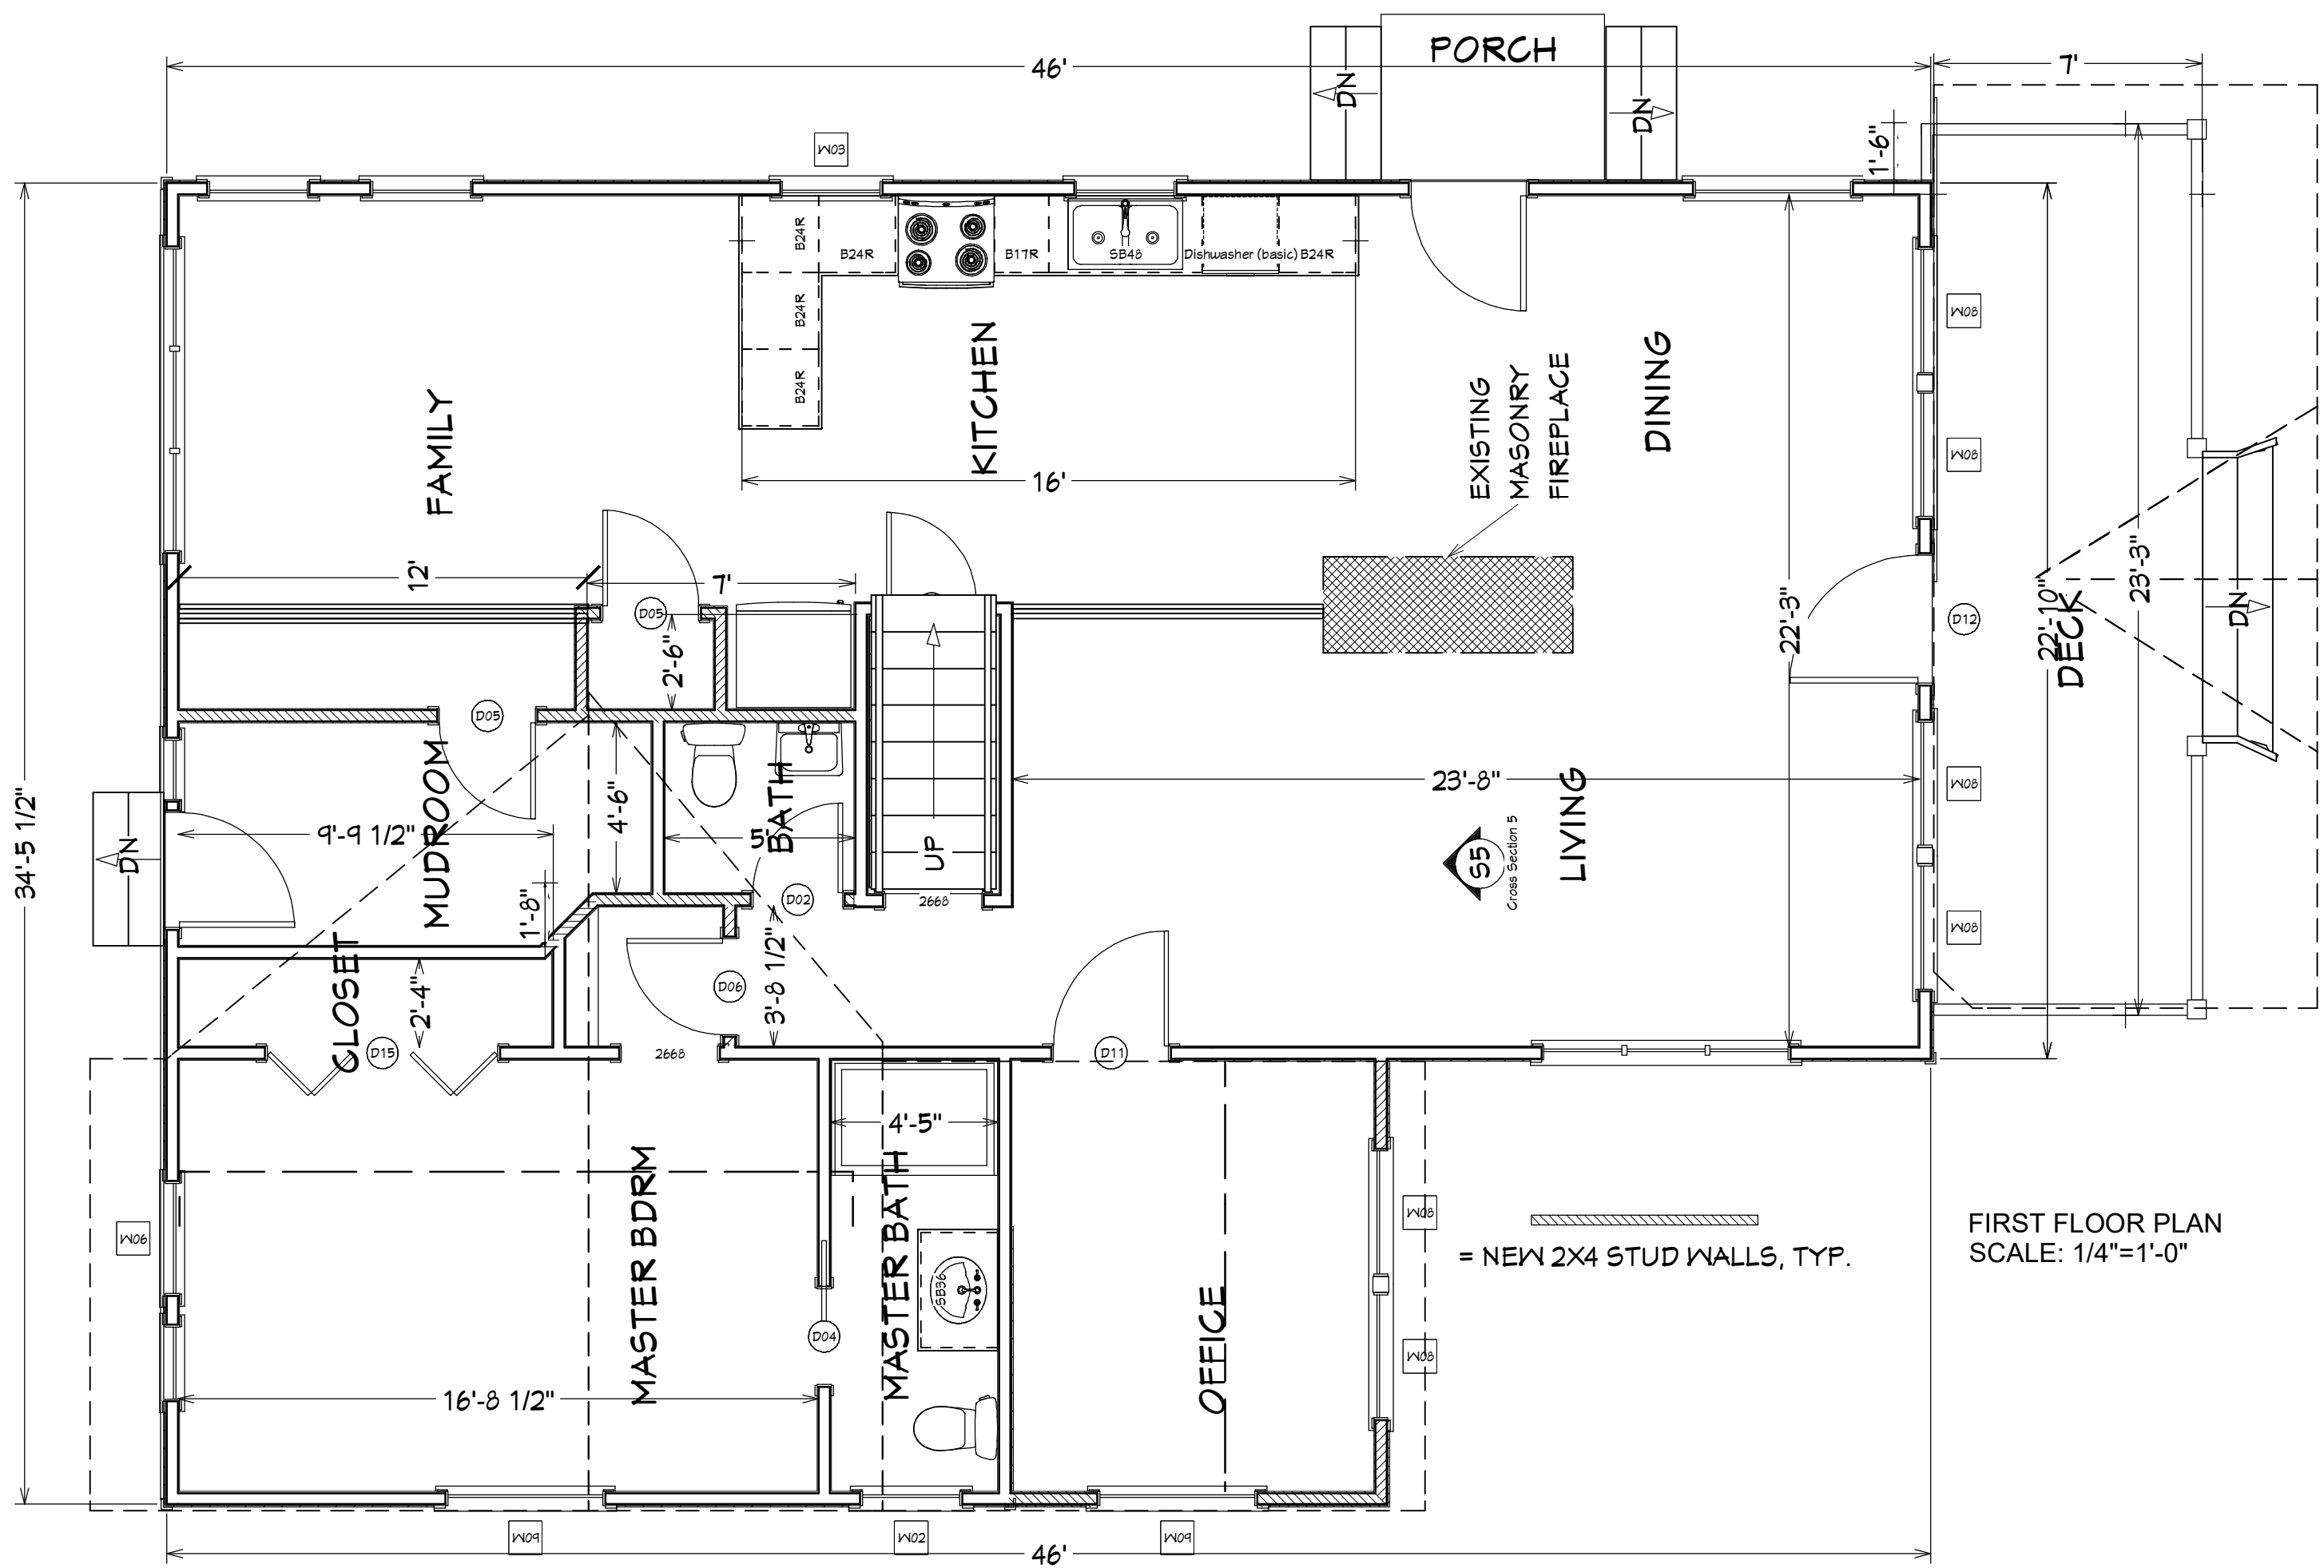 PORCH
46'
7'
DN
DN
1'-6"
W03
B24R
B24R
B17R
SB48
Dishwasher (basic)
B24R
B24R
B24R
W08
KITCHEN
DINING
EXISTING
MASONRY
FIREPLACE
FAMILY
W08
16'
12'
7'
D05
2'-6"
22'-3"
D12
22'-10"
DECK
23'-3"
DN
D05
MUDROOM
4'-6"
BATH
5'
23'-8"
LIVING
W08
34'-5 1/2"
DN
9'-9 1/2"
UP
S5
Cross Section 5
1'-8"
D02
2668
W08
CLOSET
2'-4"
D06
3'-8 1/2"
D15
2668
D11
4'-5"
MASTER BDRM
MASTER BATH
W06
W08
= NEW 2X4 STUD WALLS, TYP.
FIRST FLOOR PLAN
SCALE: 1/4"=1'-0"
SB36
D04
OFFICE
W08
16'-8 1/2"
W09
W02
W09
46'